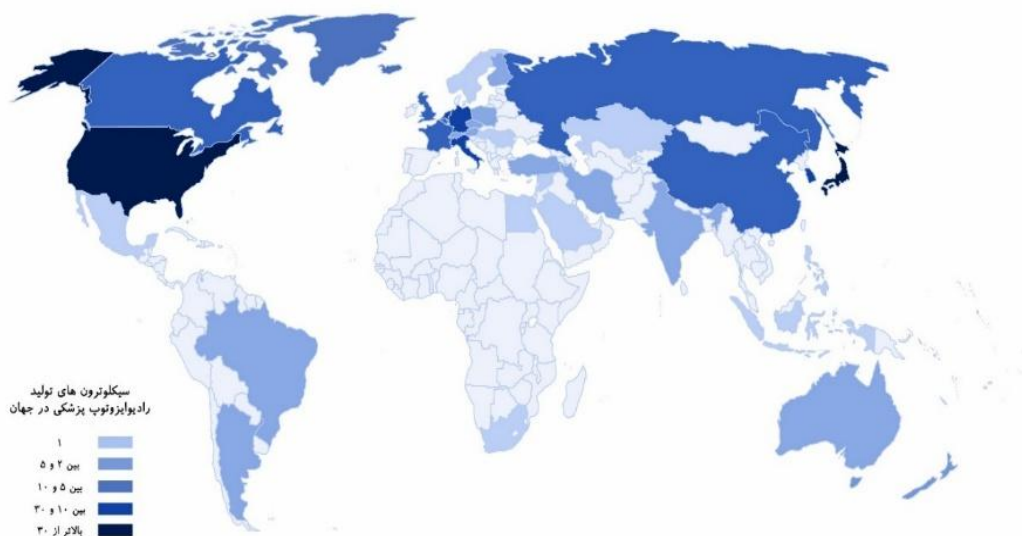 سیکلوترون های تولید
رادیوایزوتوپ پزشکی در جهان
۱
بین ۲ و ۵
بین ۵ و ۱۰
بین ۱۰ و ۳۰
بالاتر از ۳۰